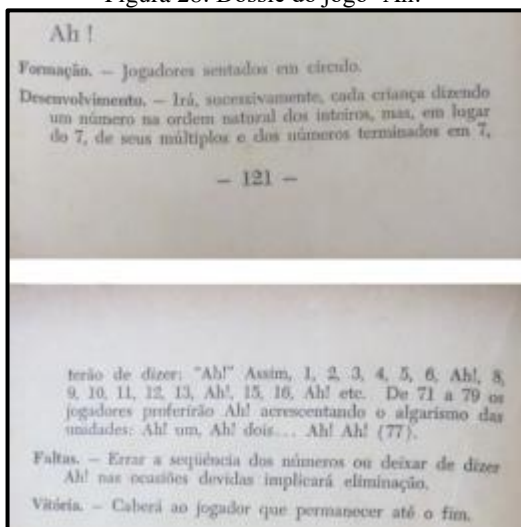 Figura 28: Dossiê do jogo "Ah!"
Ah !
Formação. — Jogadores sentados em círculo.
Desenvolvimento. — Irá, sucessivamente, cada criança dizendo
um número na ordem natural dos inteiros, mas, em lugar
do 7, de seus múltiplos e dos números terminados em 7,
— 121 —
terão de dizer: "Ah!" Assim, 1, 2, 3, 4, 5, 6, Ah!, 8,
9, 10, 11, 12, 13, Ah!, 15, 16, Ah! etc. De 71 a 79 os
jogadores proferirão Ah! acrescentando o algarismo das
unidades: Ah! um, Ah! dois... Ah! Ah! (77).
Faltas. — Errar a seqüência dos números ou deixar de dizer
Ah! nas ocasiões devidas implicará eliminação.
Vitória. — Caberá ao jogador que permanecer até o fim.